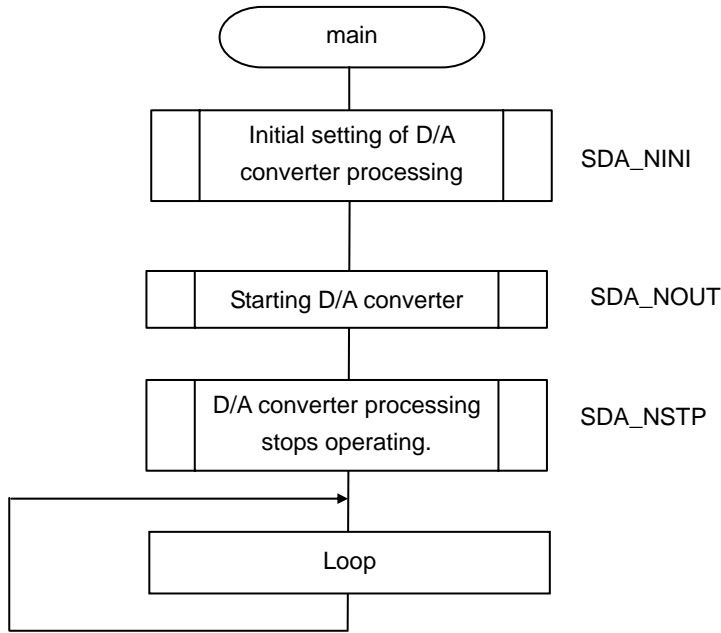 main
Initial setting of D/A
converter processing
SDA_NINI
Starting D/A converter
SDA_NOUT
D/A converter processing
stops operating.
SDA_NSTP
Loop